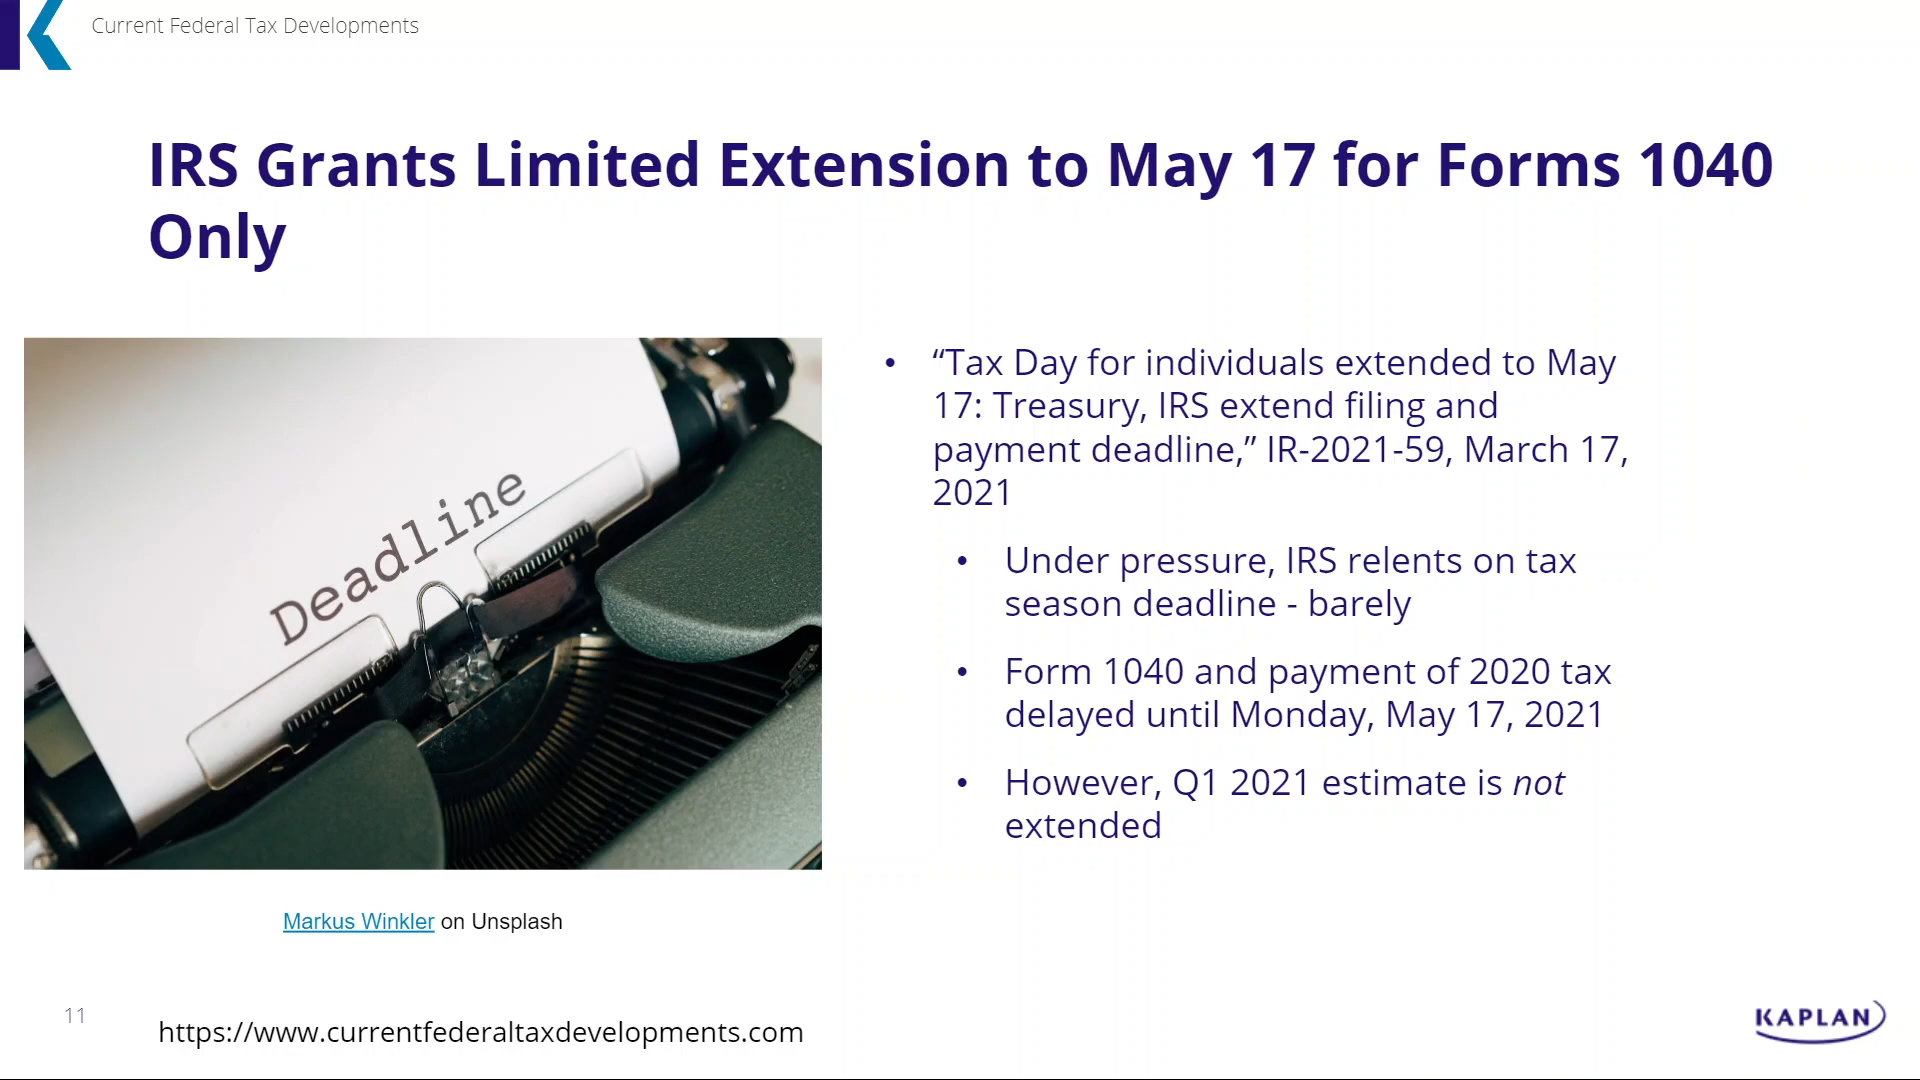 Current Federal Tax Developments
IRS Grants Limited Extension to May 17 for Forms 1040
Only
Deadline
• “Tax Day for individuals extended to May
17: Treasury, IRS extend filing and
payment deadline,” IR-2021-59, March 17,
2021
• Under pressure, IRS relents on tax
season deadline - barely
• Form 1040 and payment of 2020 tax
delayed until Monday, May 17, 2021
• However, Q1 2021 estimate is not
extended
Markus Winkler on Unsplash
11
https://www.currentfederaltaxdevelopments.com
KAPLAN